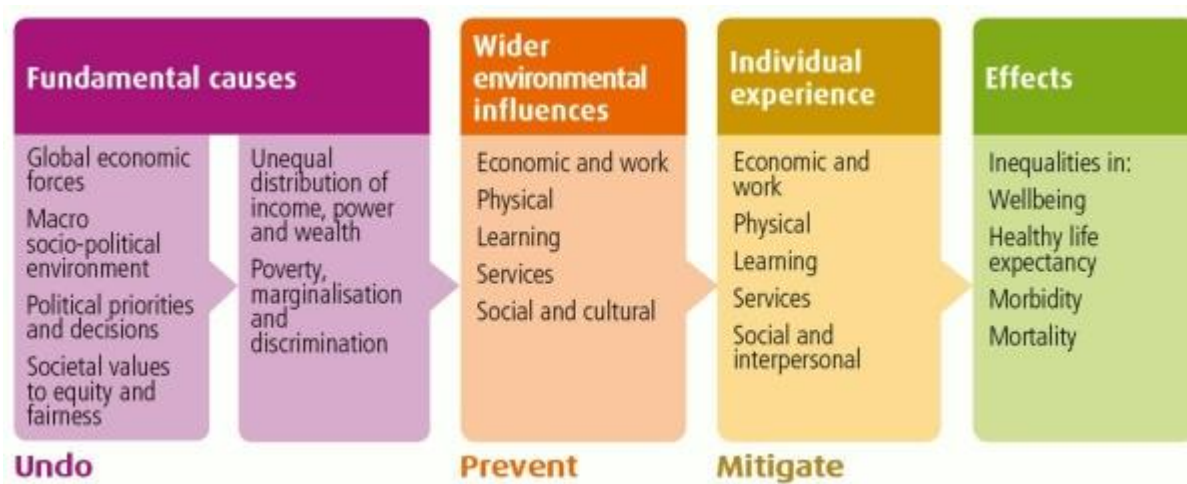 Fundamental causes
Global economic
forces
Macro
socio-political
environment
Political priorities
and decisions
Societal values
to equity and
fairness
Unequal
distribution of
income, power
and wealth
Poverty,
marginalisation
and
discrimination
Undo
Wider
environmental
influences
Economic and work
Physical
Learning
Services
Social and cultural
Prevent
Individual
experience
Economic and
work
Physical
Learning
Services
Social and
interpersonal
Mitigate
Effects
Inequalities in:
Wellbeing
Healthy life
expectancy
Morbidity
Mortality